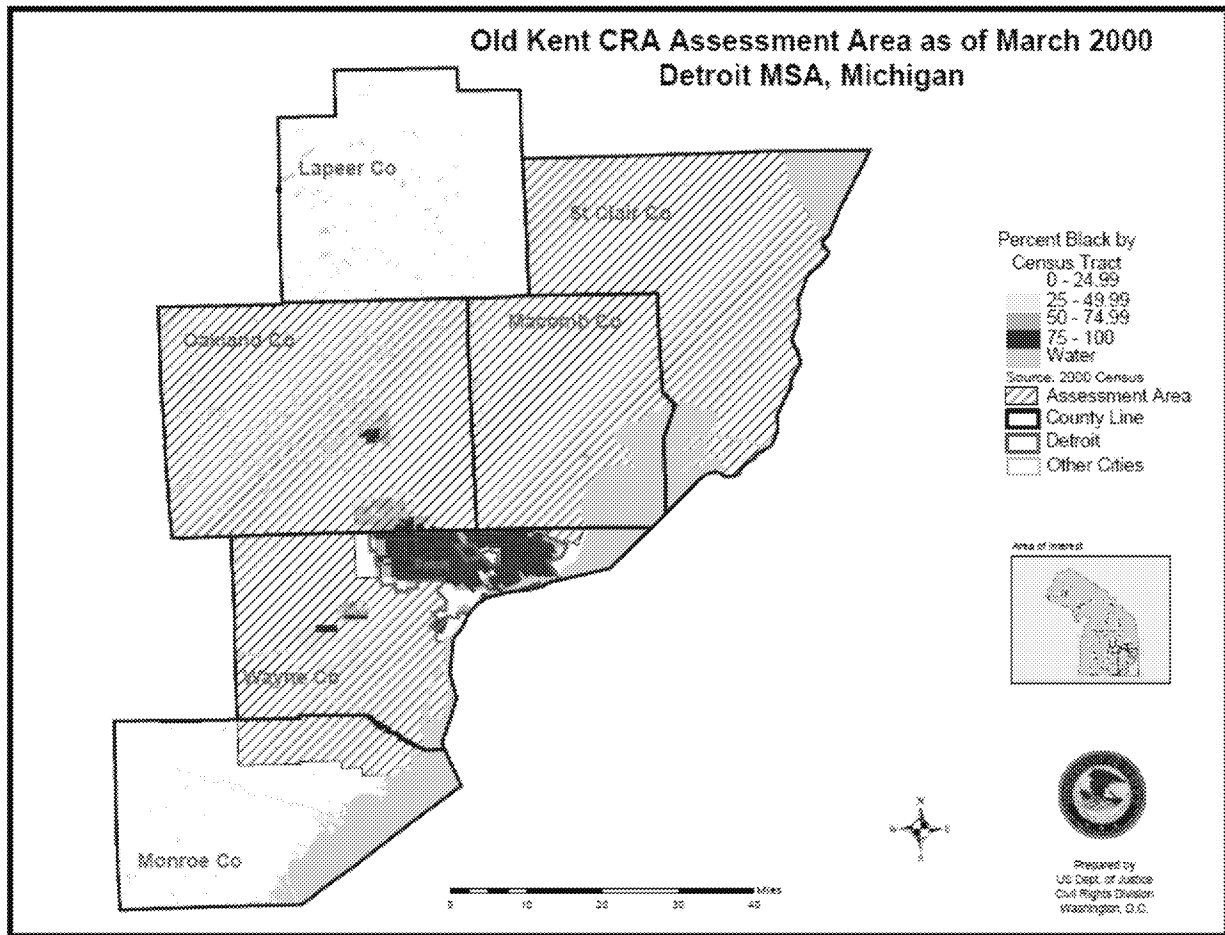 Old Kent CRA Assessment Area as of March 2000
Detroit MSA, Michigan
Lapeer Co
St Clair Co
Oakland Co
Macomb Co
Wayne Co
Monroe Co
Percent Black by
Census Tract
0 - 24.99
25 - 49.99
50 - 74.99
75 - 100
Water
Source: 2000 Census
Assessment Area
County Line
Detroit
Other Cities
Area of Interest
N
W E
S
Miles
0 10 20 30 40
Prepared by
US Dept. of Justice
Civil Rights Division
Washington, D.C.